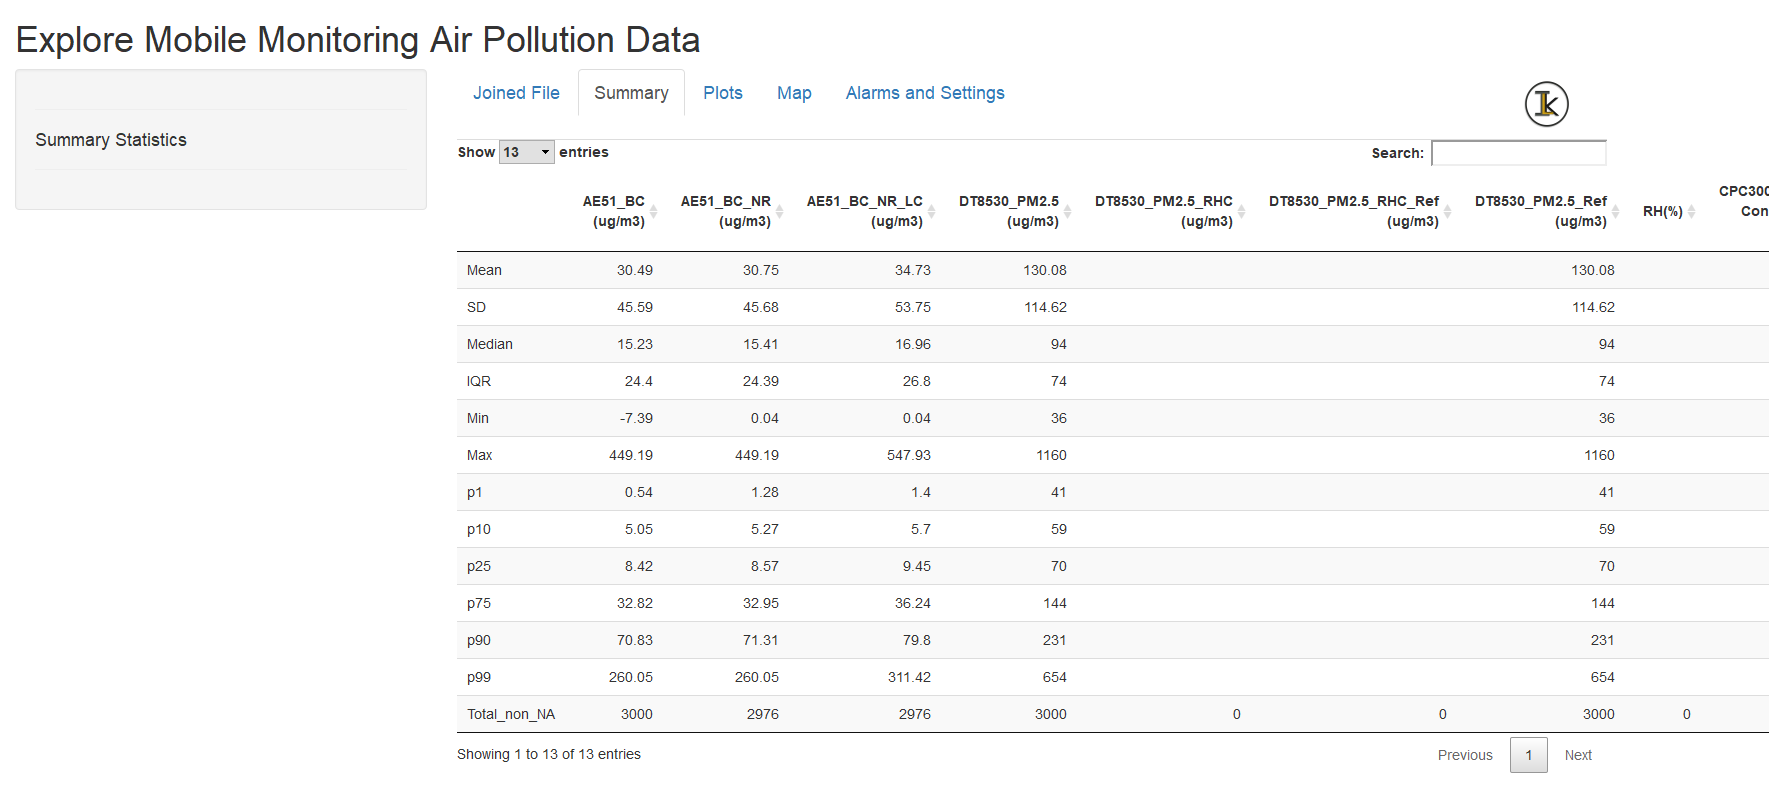 Explore Mobile Monitoring Air Pollution Data
Joined File Summary Plots Map Alarms and Settings
Summary Statistics
Show 13 entries Search:
AE51_BC (ug/m3) AE51_BC_NR (ug/m3) AE51_BC_NR_LC (ug/m3) DT8530_PM2.5 (ug/m3) DT8530_PM2.5_RHC (ug/m3) DT8530_PM2.5_RHC_Ref (ug/m3) DT8530_PM2.5_Ref (ug/m3) RH(%) CPC300 Con
Mean 30.49 30.75 34.73 130.08 130.08
SD 45.59 45.68 53.75 114.62 114.62
Median 15.23 15.41 16.96 94 94
IQR 24.4 24.39 26.8 74 74
Min -7.39 0.04 0.04 36 36
Max 449.19 449.19 547.93 1160 1160
p1 0.54 1.28 1.4 41 41
p10 5.05 5.27 5.7 59 59
p25 8.42 8.57 9.45 70 70
p75 32.82 32.95 36.24 144 144
p90 70.83 71.31 79.8 231 231
p99 260.05 260.05 311.42 654 654
Total_non_NA 3000 2976 2976 3000 0 0 3000 0
Showing 1 to 13 of 13 entries Previous 1 Next